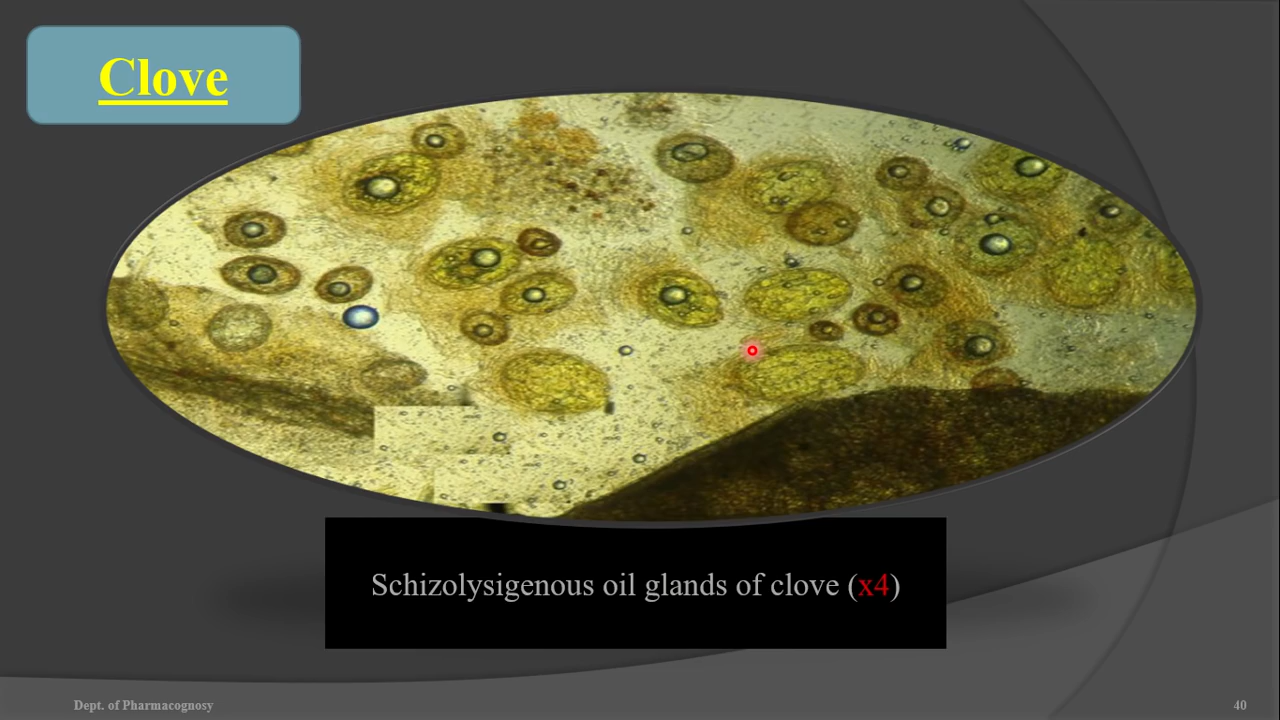 Clove
Schizolysigenous oil glands of clove (x4)
Dept. of Pharmacognosy
40